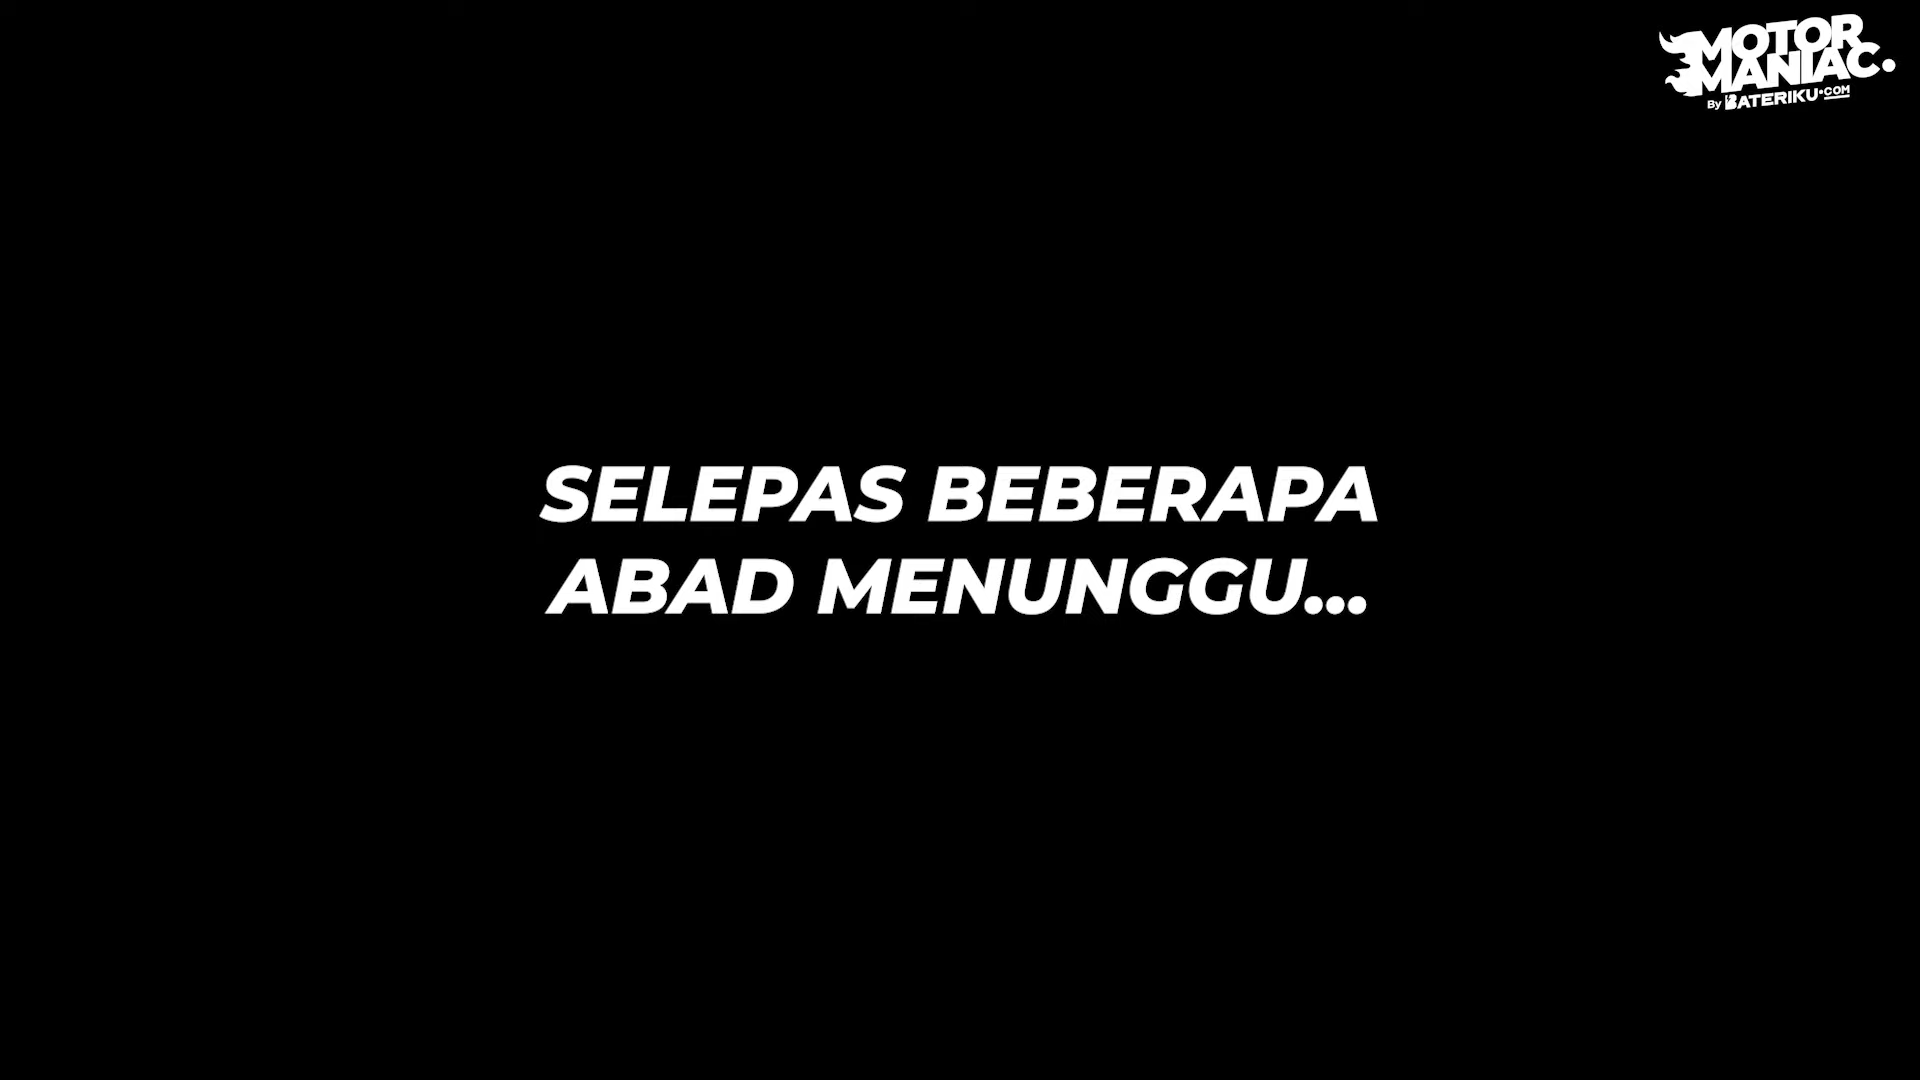 MOTOR
MANIAC.
By BATERIKU.COM
SELEPAS BEBERAPA
ABAD MENUNGGU...